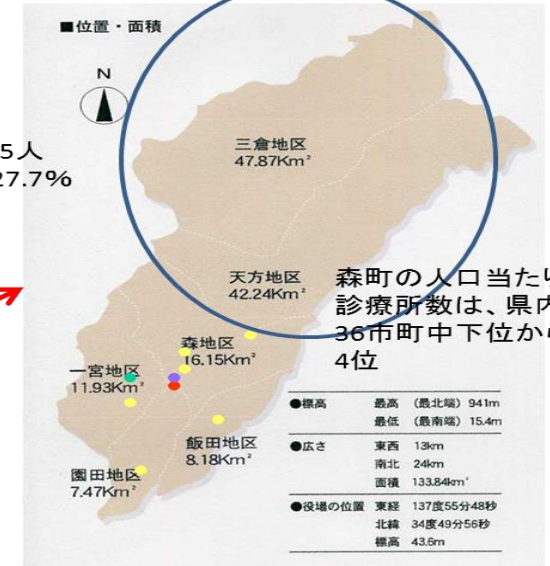 ■位置・面積
N
5人
27.7%
三倉地区
47.87Km²
天方地区
42.24Km²
森町の人口当たり
診療所数は、県内
36市町中下位から
4位
森地区
16.15Km²
一宮地区
11.93Km²
飯田地区
8.18Km²
園田地区
7.47Km²
●標高 最高 (最北端) 941m
最低 (最南端) 15.4m
●広さ 東西 13km
南北 24km
面積 133.84km²
●役場の位置 東経 137度55分48秒
北緯 34度49分56秒
標高 43.6m